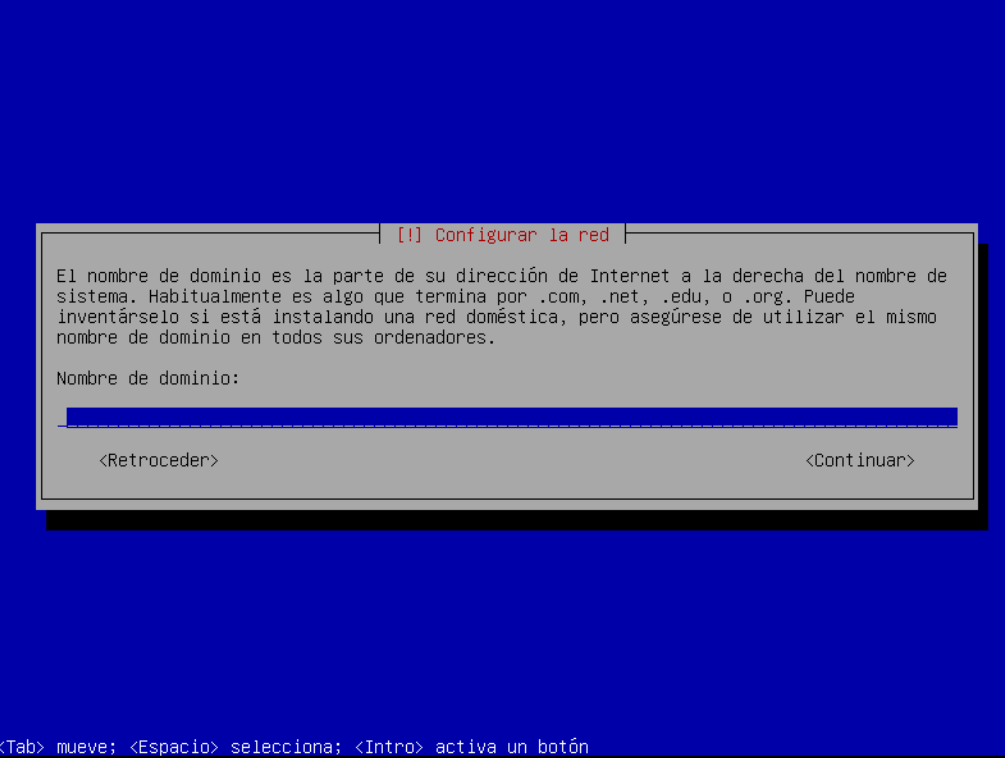 [!] Configurar la red
El nombre de dominio es la parte de su dirección de Internet a la derecha del nombre de
sistema. Habitualmente es algo que termina por .com, .net, .edu, o .org. Puede
inventárselo si está instalando una red doméstica, pero asegúrese de utilizar el mismo
nombre de dominio en todos sus ordenadores.
Nombre de dominio:
<Retroceder> <Continuar>
<Tab> mueve; <Espacio> selecciona; <Intro> activa un botón